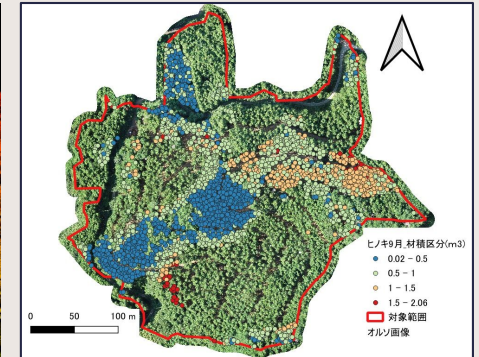 ヒノキ9月_材積区分(m3)
0.02 - 0.5
0.5 - 1
1 - 1.5
1.5 - 2.06
対象範囲
オルソ画像
0 50 100 m